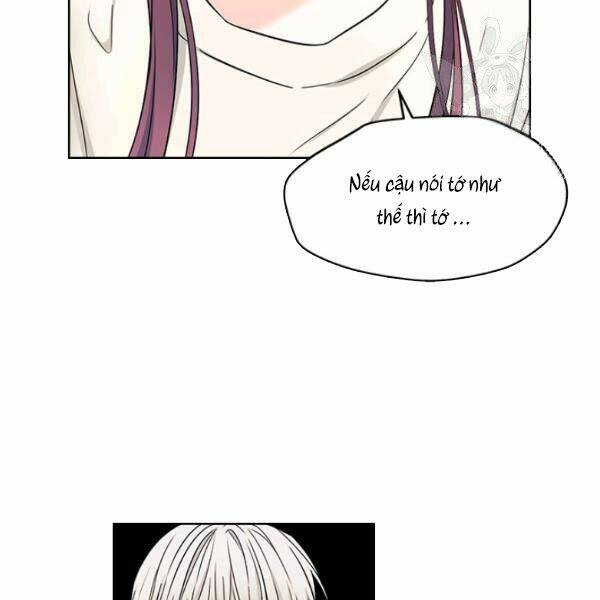 Nếu cậu nói tớ như
thế thì tớ ...